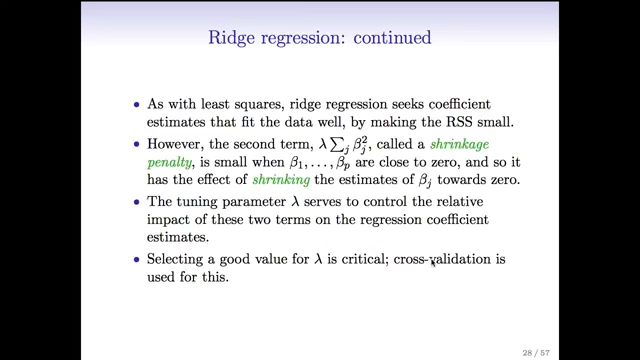 Ridge regression: continued
• As with least squares, ridge regression seeks coefficient
estimates that fit the data well, by making the RSS small.
• However, the second term, λ ∑ⱼ βⱼ², called a shrinkage
penalty, is small when β₁, . . . , βₚ are close to zero, and so it
has the effect of shrinking the estimates of βⱼ towards zero.
• The tuning parameter λ serves to control the relative
impact of these two terms on the regression coefficient
estimates.
• Selecting a good value for λ is critical; cross-validation is
used for this.
28 / 57